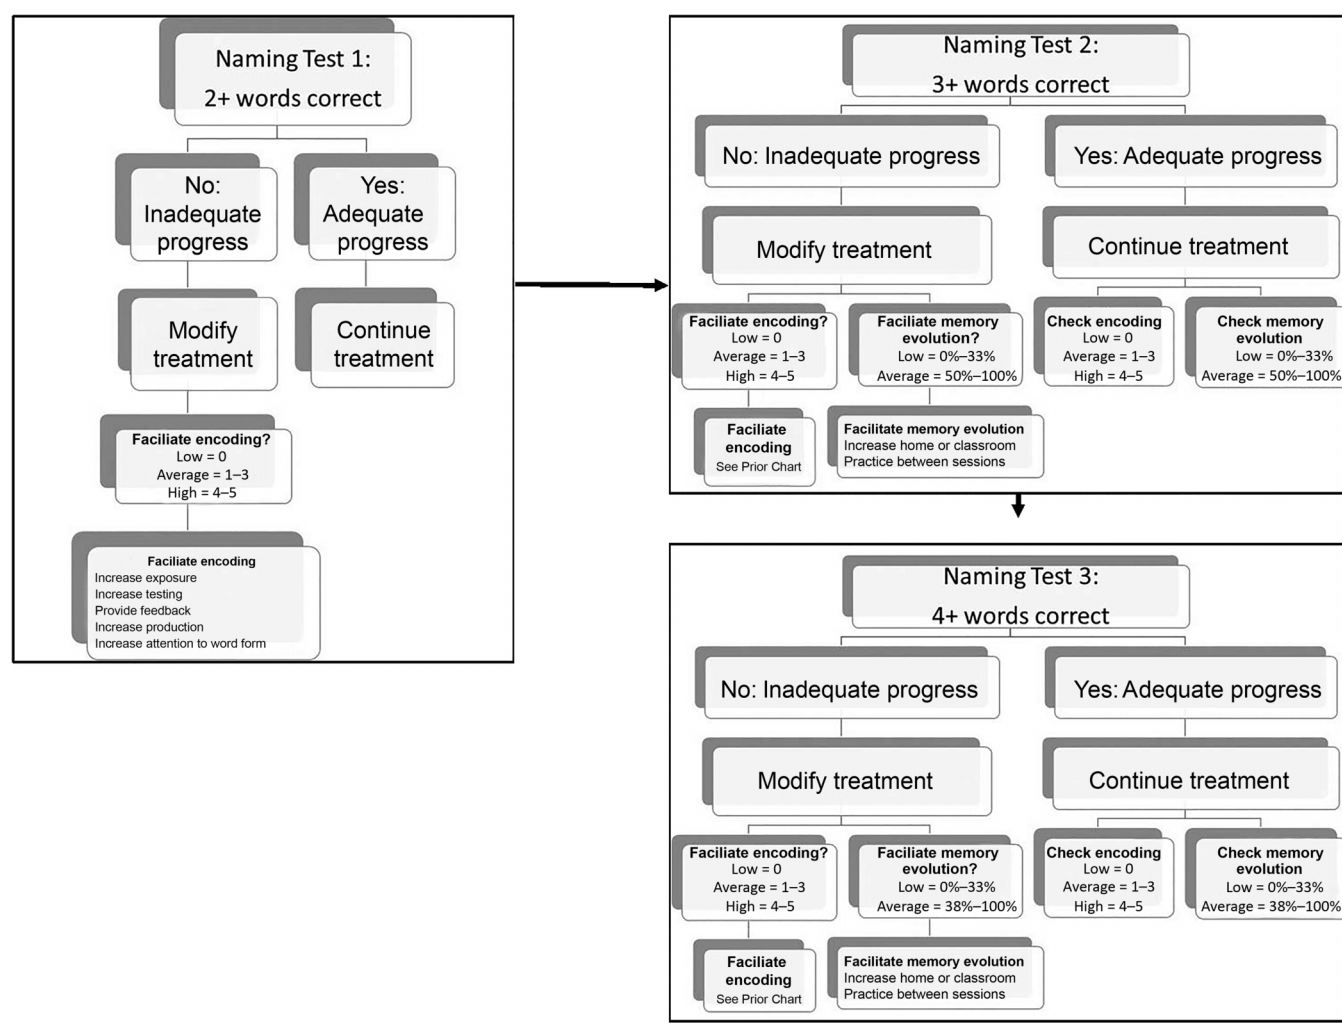 Naming Test 1:
2+ words correct
No:
Inadequate
progress
Yes:
Adequate
progress
Modify
treatment
Continue
treatment
Faciliate encoding?
Low = 0
Average = 1–3
High = 4–5
Faciliate encoding
Increase exposure
Increase testing
Provide feedback
Increase production
Increase attention to word form
Naming Test 2:
3+ words correct
No: Inadequate progress
Yes: Adequate progress
Modify treatment
Continue treatment
Faciliate encoding?
Low = 0
Average = 1–3
High = 4–5
Faciliate memory
evolution?
Low = 0%–33%
Average = 50%–100%
Check encoding
Low = 0
Average = 1–3
High = 4–5
Check memory
evolution
Low = 0%–33%
Average = 50%–100%
Faciliate
encoding
See Prior Chart
Facilitate memory evolution
Increase home or classroom
Practice between sessions
Naming Test 3:
4+ words correct
No: Inadequate progress
Yes: Adequate progress
Modify treatment
Continue treatment
Faciliate encoding?
Low = 0
Average = 1–3
High = 4–5
Faciliate memory
evolution?
Low = 0%–33%
Average = 38%–100%
Check encoding
Low = 0
Average = 1–3
High = 4–5
Check memory
evolution
Low = 0%–33%
Average = 38%–100%
Faciliate
encoding
See Prior Chart
Facilitate memory evolution
Increase home or classroom
Practice between sessions